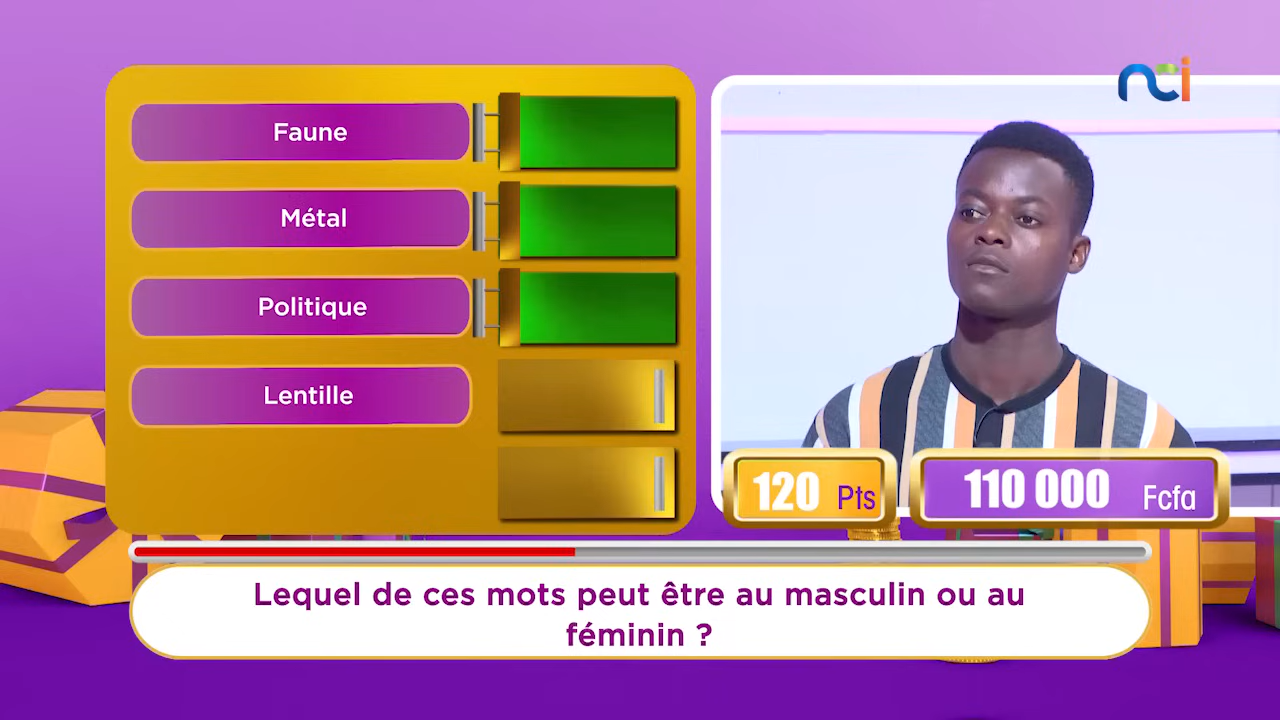 nci
Faune
Métal
Politique
Lentille
120 Pts
110 000 Fcfa
Lequel de ces mots peut être au masculin ou au
féminin ?